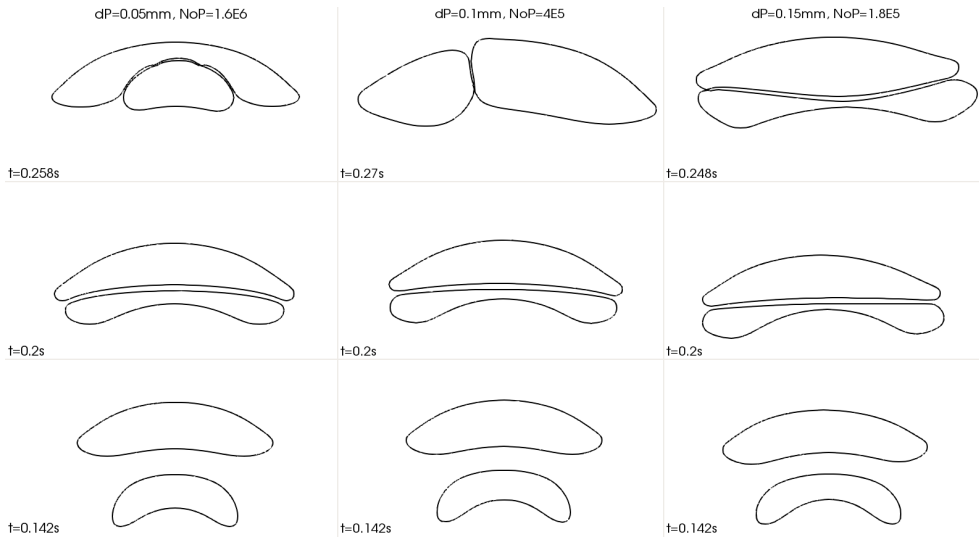 dP=0.05mm, NoP=1.6E6
dP=0.1mm, NoP=4E5
dP=0.15mm, NoP=1.8E5
t=0.258s
t=0.27s
t=0.248s
t=0.2s
t=0.2s
t=0.2s
t=0.142s
t=0.142s
t=0.142s